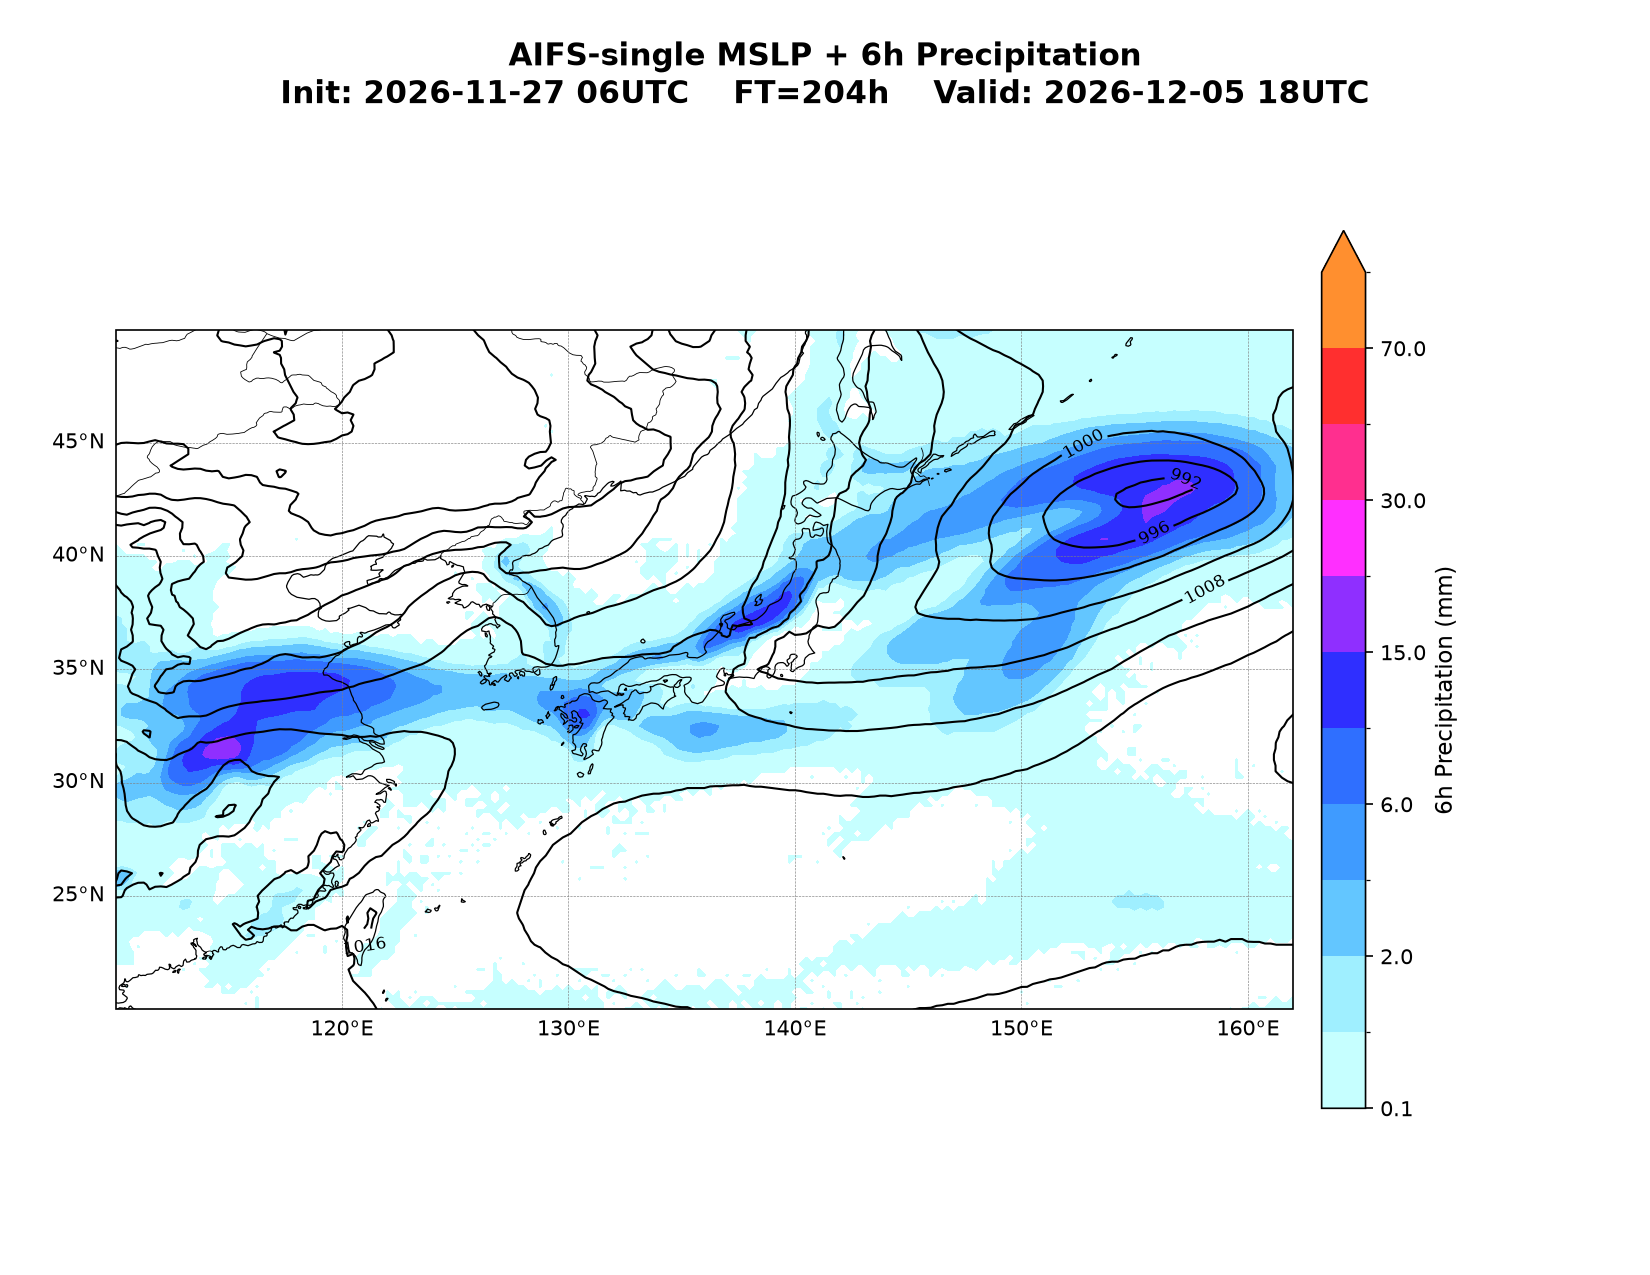 AIFS-single MSLP + 6h Precipitation
Init: 2026-11-27 06UTC    FT=204h    Valid: 2026-12-05 18UTC
45°N
40°N
35°N
30°N
25°N
120°E
130°E
140°E
150°E
160°E
1000
992
996
1008
016
70.0
30.0
15.0
6.0
2.0
0.1
6h Precipitation (mm)